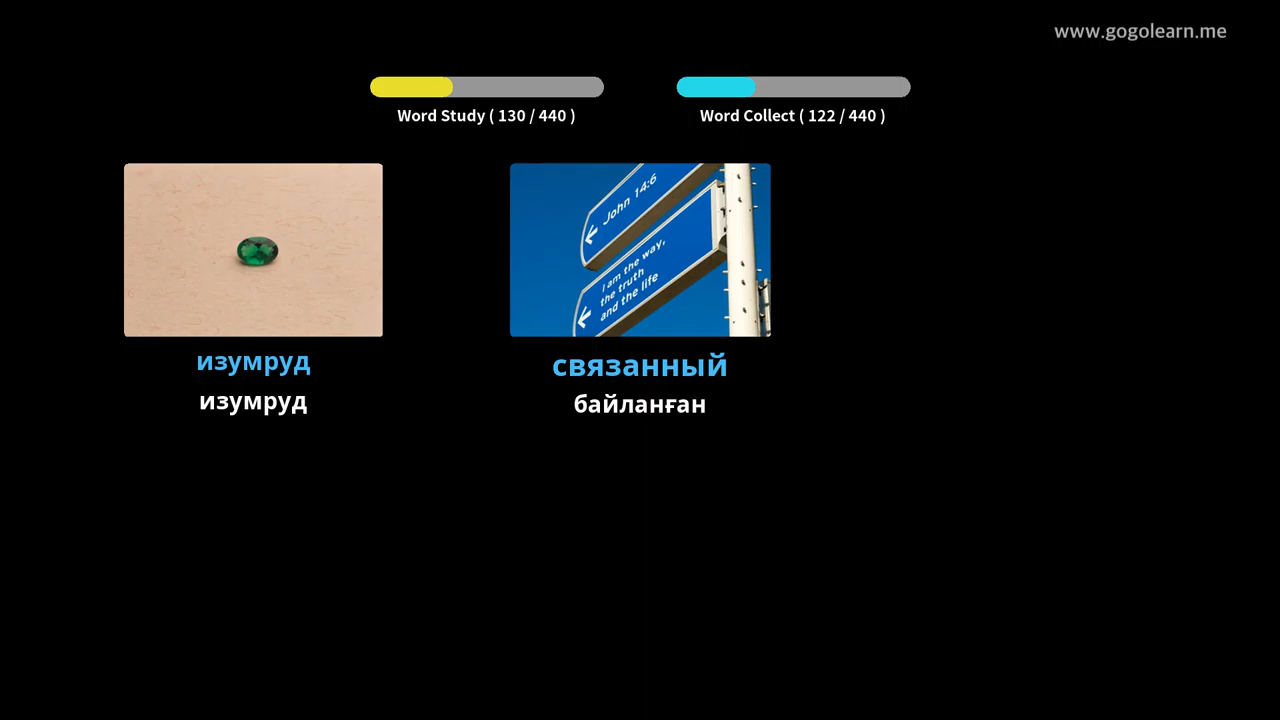 www.gogolearn.me
Word Study ( 130 / 440 )
Word Collect ( 122 / 440 )
John 14:6
I am the way,
the truth
and the life
изумруд
изумруд
связанный
байланған